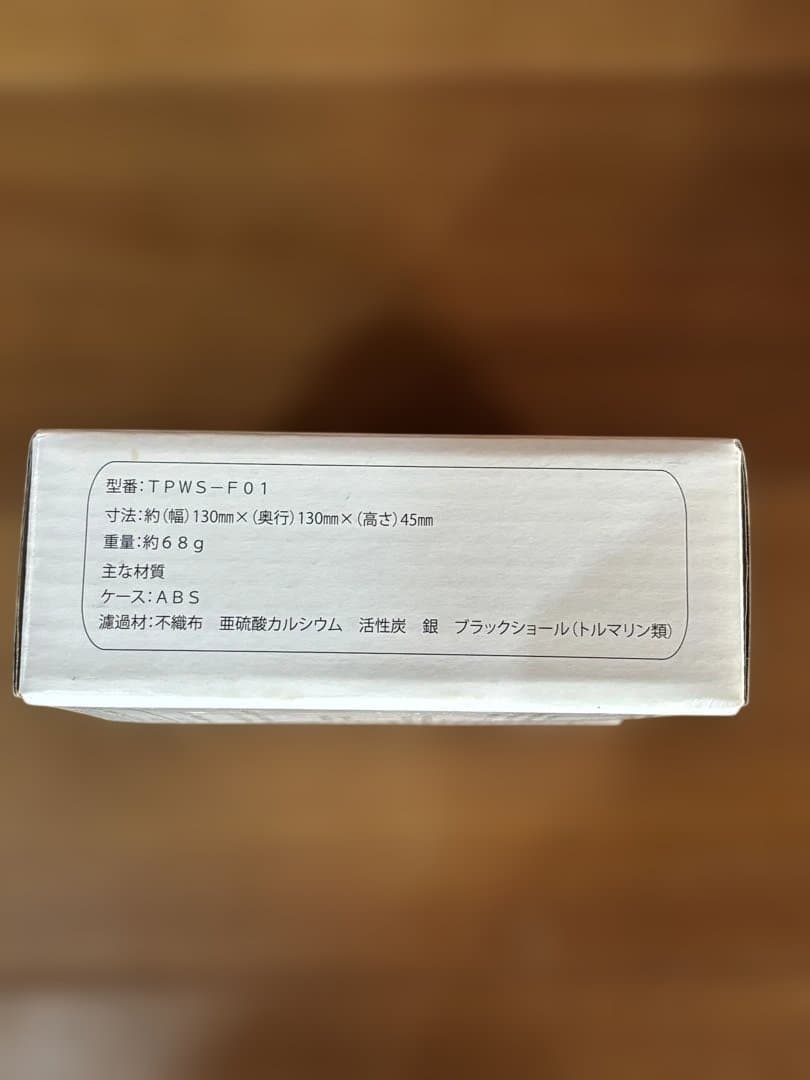 型番：ＴＰＷＳ－Ｆ０１
寸法：約（幅）130㎜×（奥行）130㎜×（高さ）45㎜
重量：約６８ｇ
主な材質
ケース：ＡＢＳ
濾過材：不織布　亜硫酸カルシウム　活性炭　銀　ブラックショール（トルマリン類）